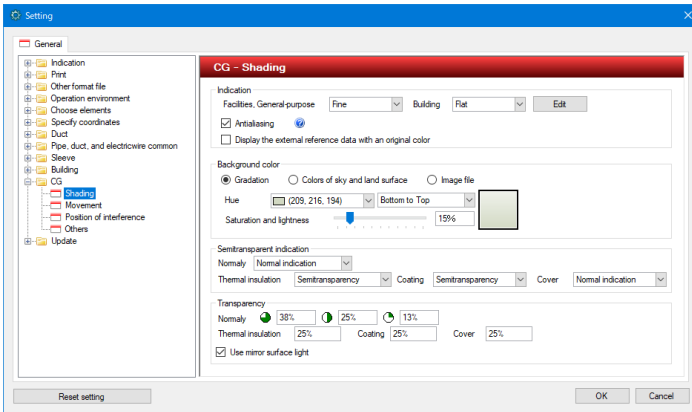 Setting
General
Indication
Print
Other format file
Operation environment
Choose elements
Specify coordinates
Duct
Pipe, duct, and electricwire common
Sleeve
Building
CG
Shading
Movement
Position of interference
Others
Update
CG - Shading
Indication
Facilities, General-purpose Fine Building Flat Edit
Antialiasing
Display the external reference data with an original color
Background color
Gradation Colors of sky and land surface Image file
Hue (209, 216, 194) Bottom to Top
Saturation and lightness 15%
Semitransparent indication
Normaly Normal indication
Thermal insulation Semitransparency Coating Semitransparency Cover Normal indication
Transparency
Normaly 38% 25% 13%
Thermal insulation 25% Coating 25% Cover 25%
Use mirror surface light
Reset setting OK Cancel